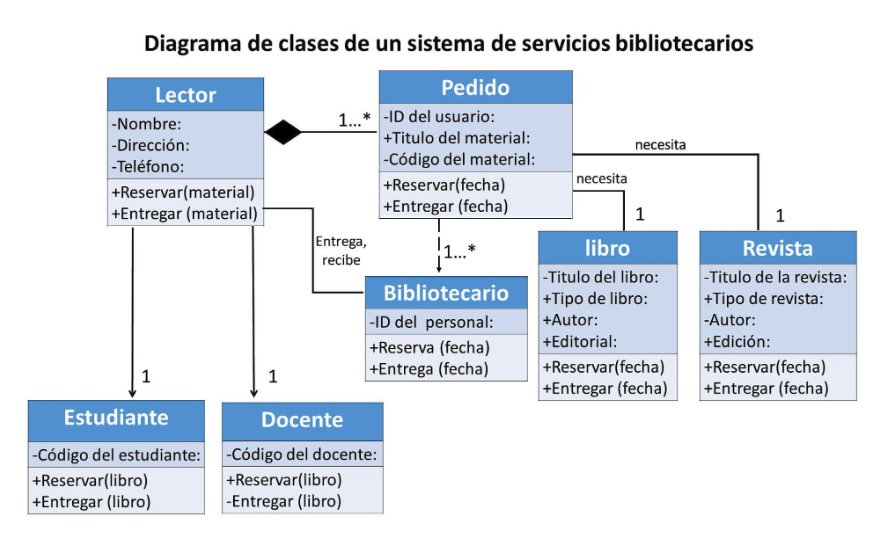 Diagrama de clases de un sistema de servicios bibliotecarios
Lector
-Nombre:
-Dirección:
-Teléfono:
+Reservar(material)
+Entregar (material)
1...*
Pedido
-ID del usuario:
+Titulo del material:
-Código del material:
+Reservar(fecha)
+Entregar (fecha)
necesita
necesita
1
1
Entrega,
recibe
1...*
Bibliotecario
-ID del personal:
+Reserva (fecha)
+Entrega (fecha)
libro
-Titulo del libro:
+Tipo de libro:
+Autor:
+Editorial:
+Reservar(fecha)
+Entregar (fecha)
Revista
-Titulo de la revista:
+Tipo de revista:
-Autor:
+Edición:
+Reservar(fecha)
+Entregar (fecha)
1
1
Estudiante
-Código del estudiante:
+Reservar(libro)
+Entregar (libro)
Docente
-Código del docente:
+Reservar(libro)
-Entregar (libro)